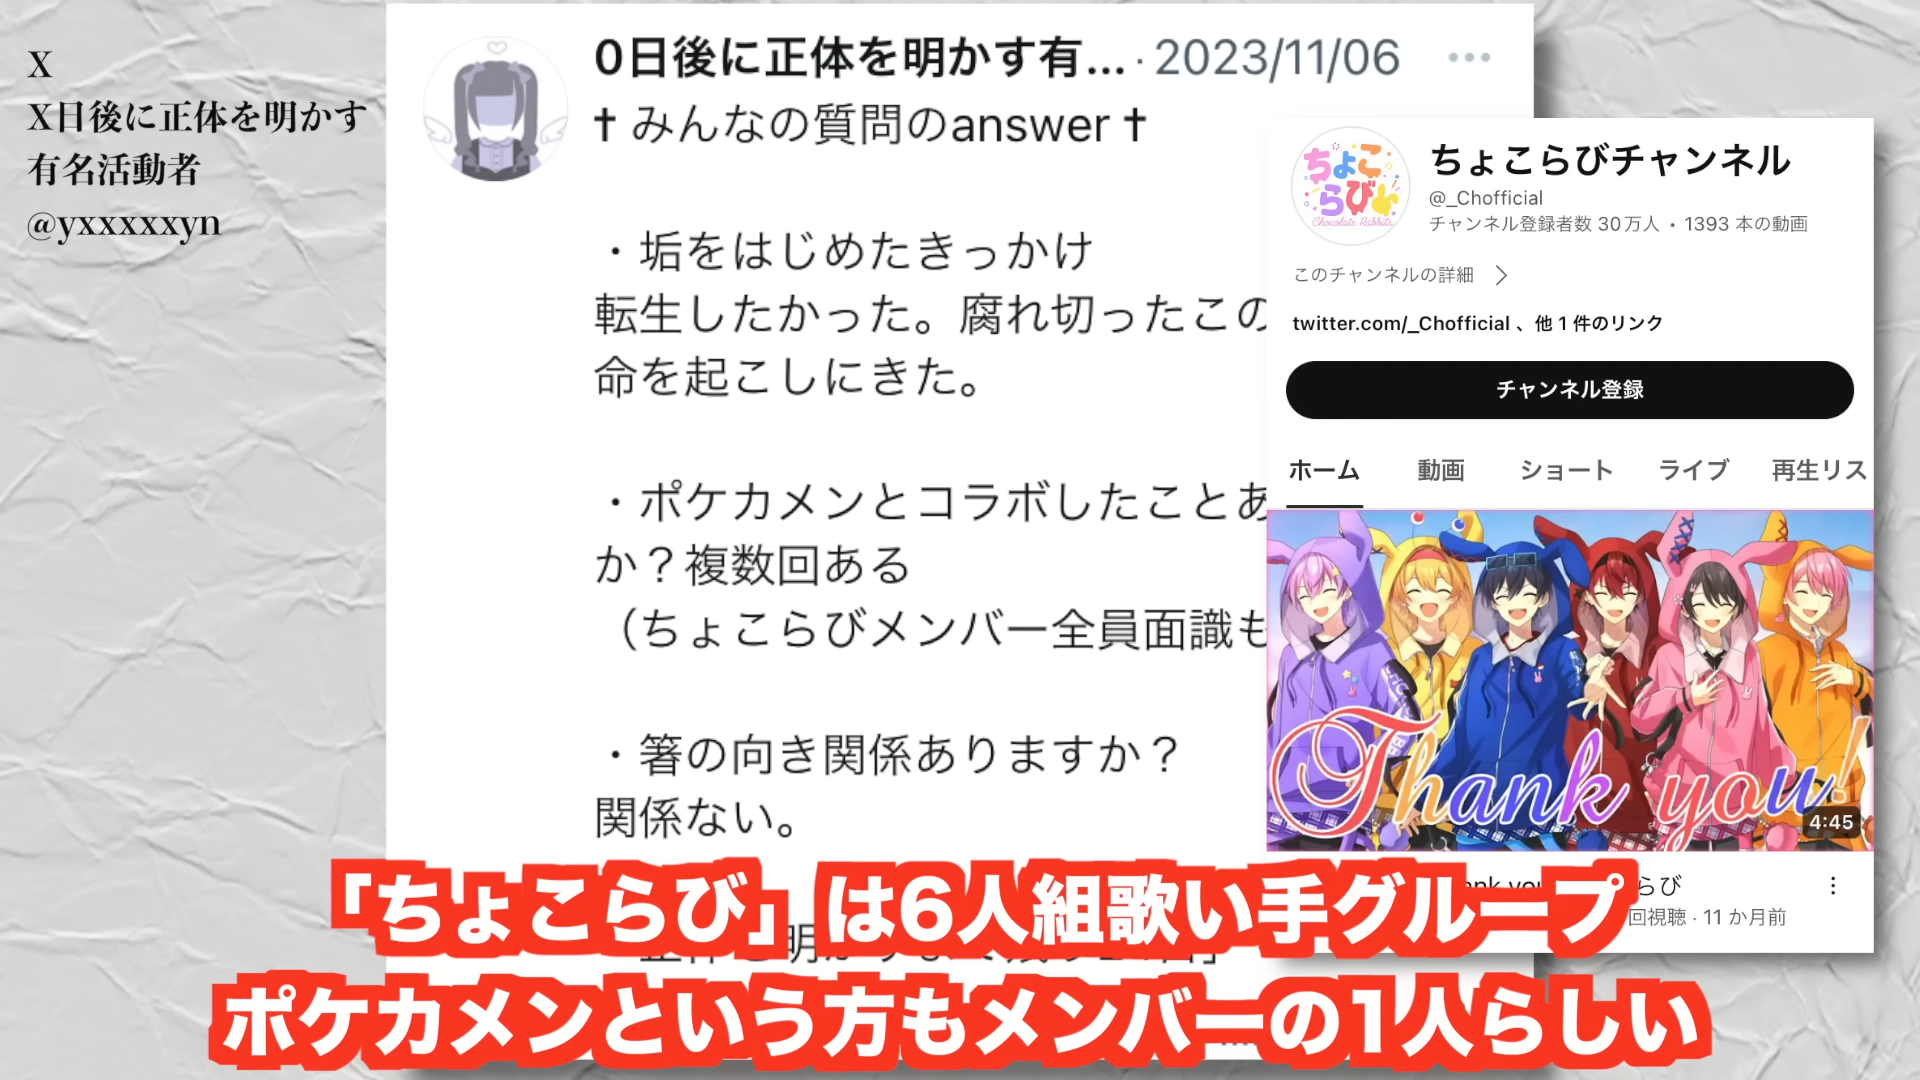 X
X日後に正体を明かす
有名活動者
@yxxxxxyn
0日後に正体を明かす有... · 2023/11/06
✝みんなの質問のanswer✝
・垢をはじめたきっかけ
転生したかった。腐れ切ったこの
命を起こしにきた。
・ポケカメンとコラボしたことあ
か？複数回ある
（ちょこらびメンバー全員面識も
・箸の向き関係ありますか？
関係ない。
ちょこらび
Chocolate Rabbits
ちょこらびチャンネル
@_Chofficial
チャンネル登録者数 30万人 • 1393 本の動画
このチャンネルの詳細
twitter.com/_Chofficial 、他 1 件のリンク
チャンネル登録
ホーム 動画 ショート ライブ 再生リス
Thank you!
4:45
らび
回視聴 · 11 か月前
「ちょこらび」は6人組歌い手グループ
ポケカメンという方もメンバーの1人らしい